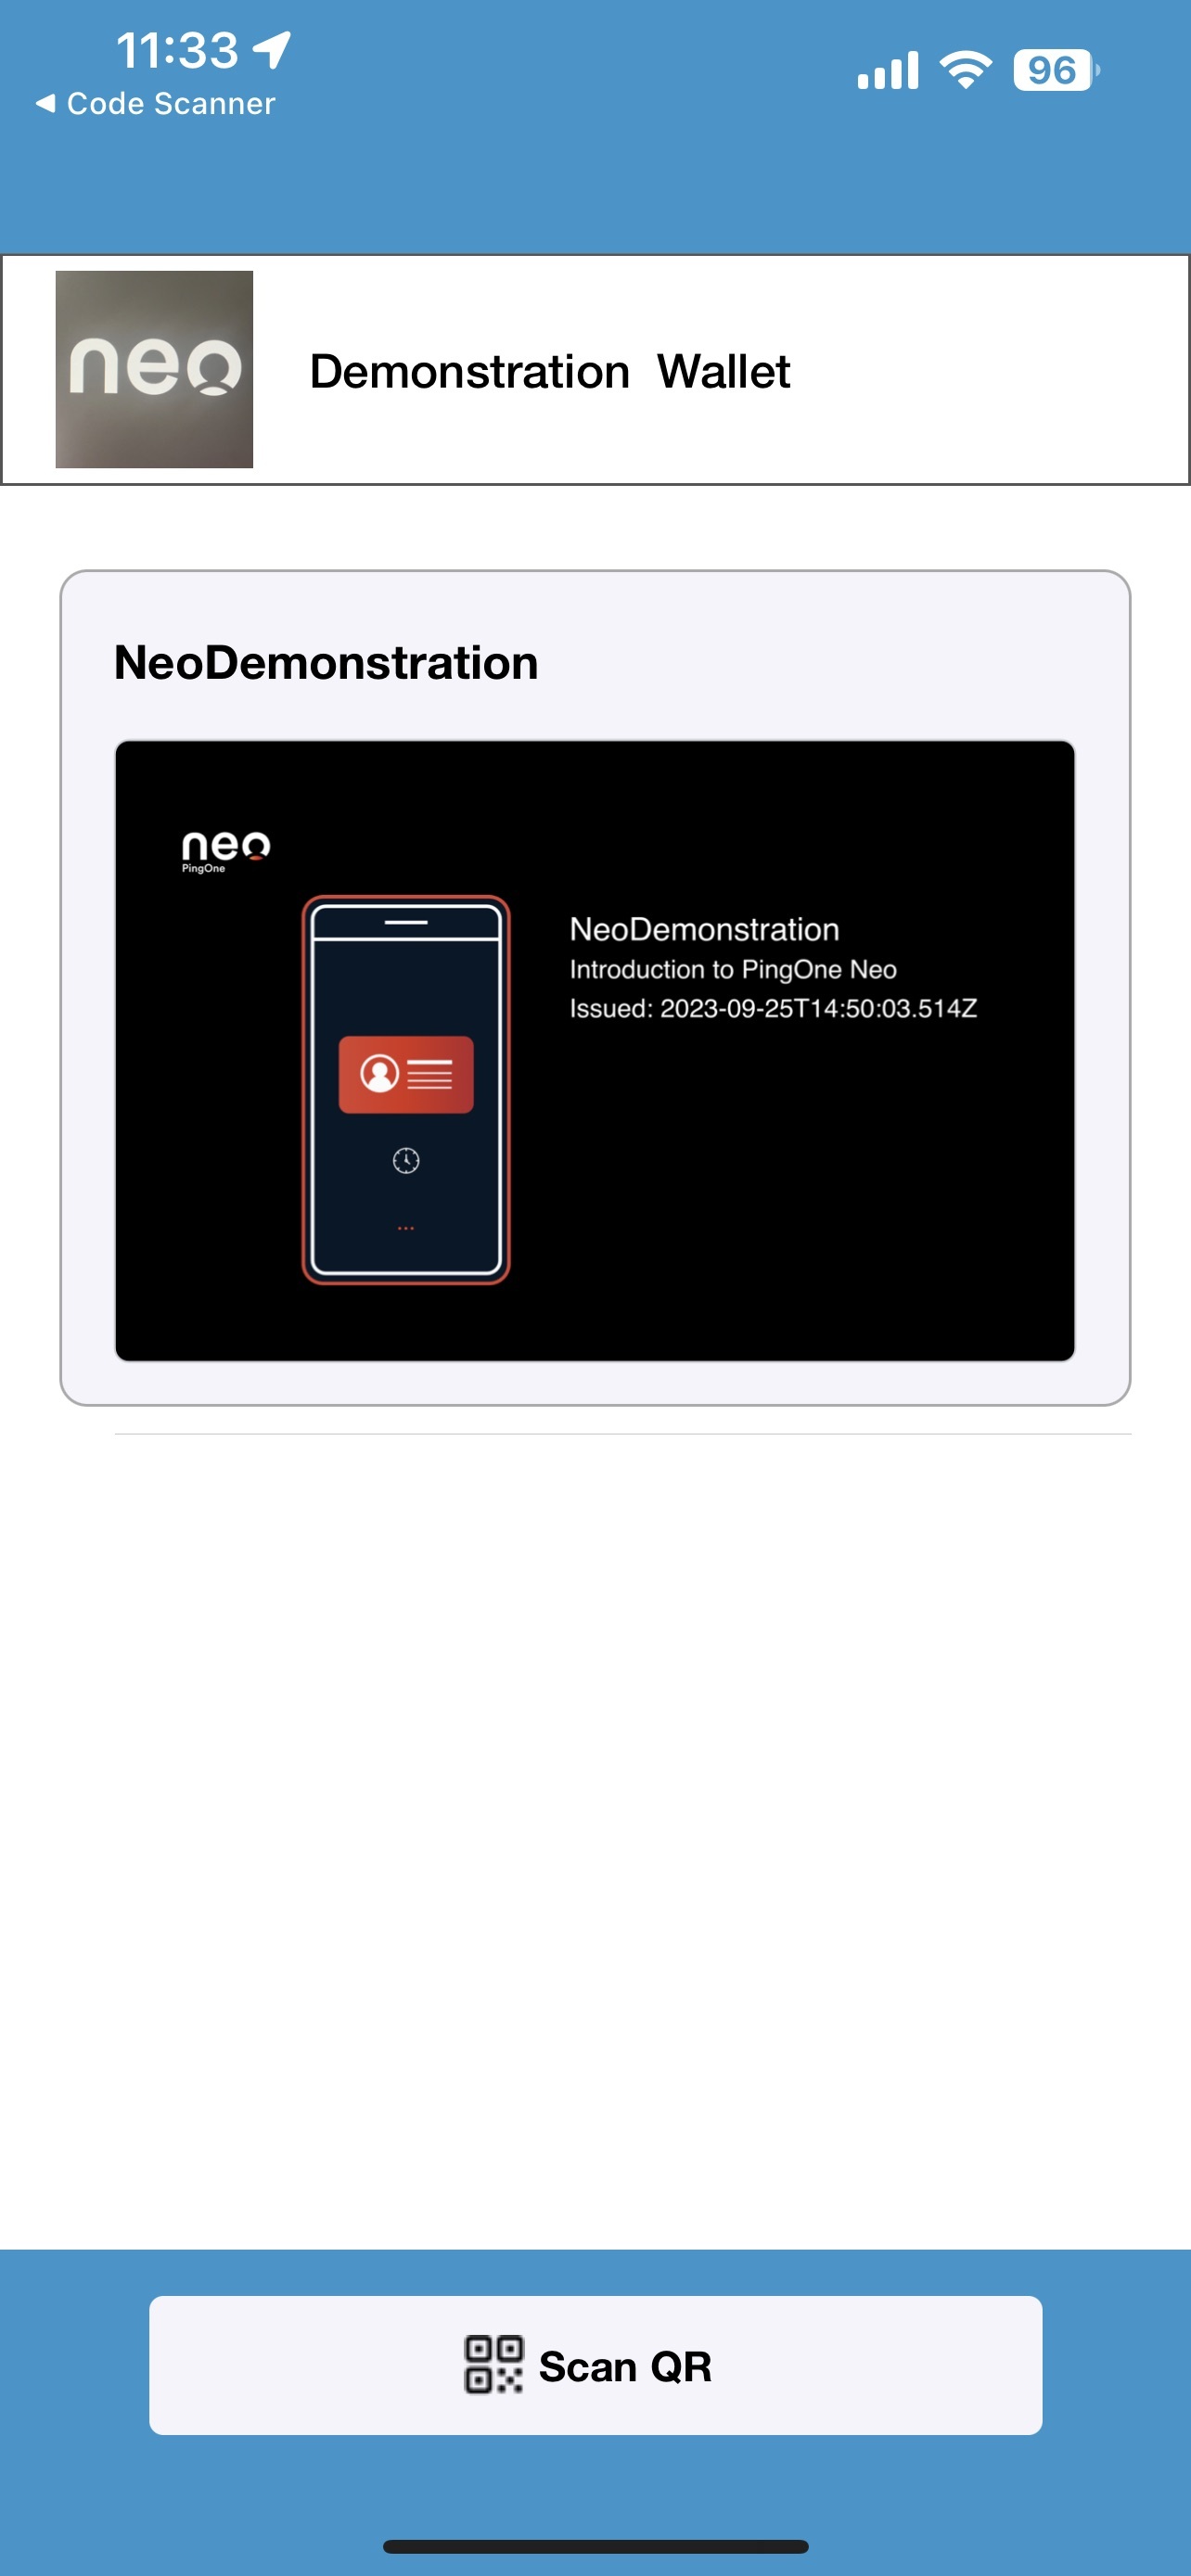 11:33
96
Code Scanner
neo
Demonstration Wallet
NeoDemonstration
neo
PingOne
NeoDemonstration
Introduction to PingOne Neo
Issued: 2023-09-25T14:50:03.514Z
Scan QR